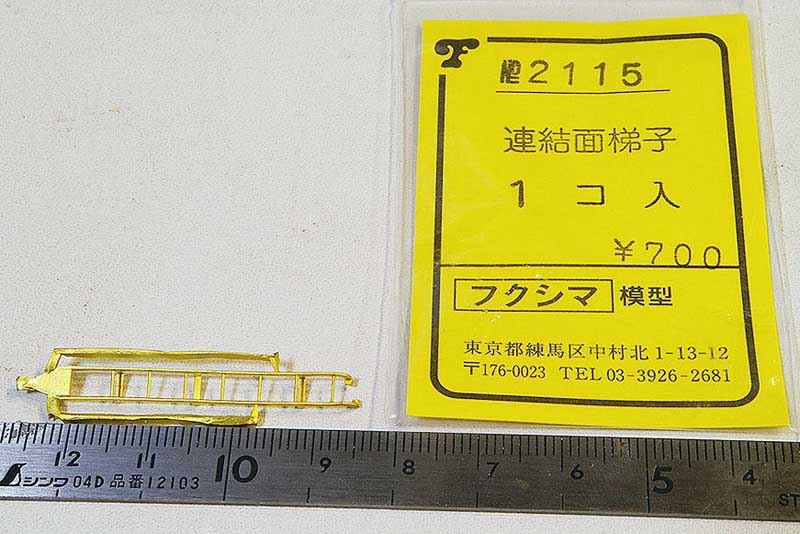 №2115
連結面梯子
1コ入
¥700
フクシマ 模型
東京都練馬区中村北1-13-12
〒176-0023 TEL 03-3926-2681
12 11 10 9 8 7 6 5 4
シンワ 04D 品番12103
ST